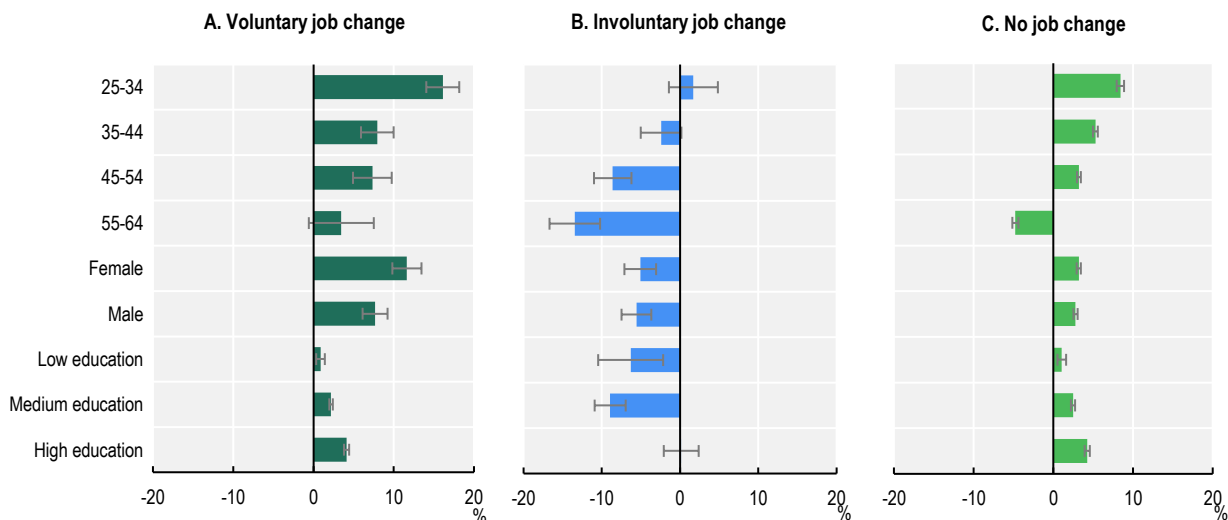 A. Voluntary job change
B. Involuntary job change
C. No job change
25-34
35-44
45-54
55-64
Female
Male
Low education
Medium education
High education
-20 -10 0 10 20
%
-20 -10 0 10 20
%
-20 -10 0 10 20
%